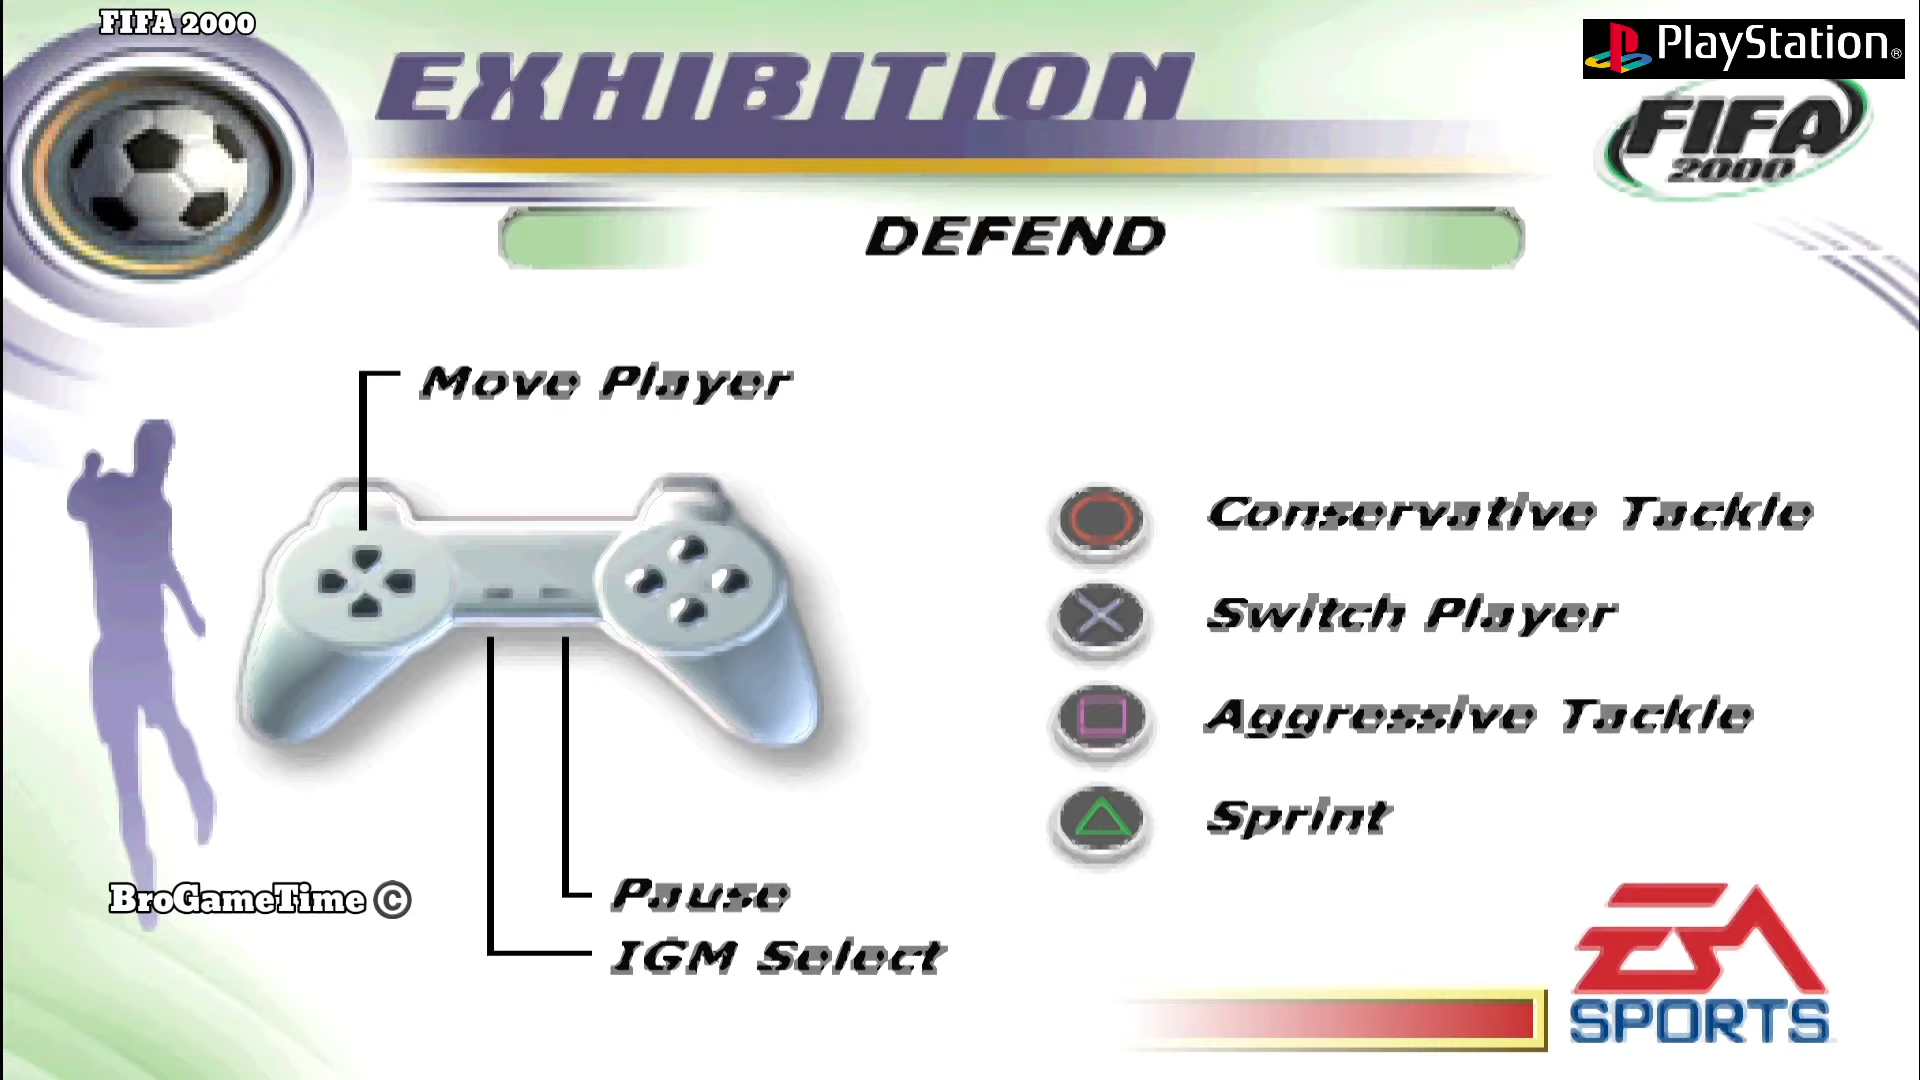 FIFA 2000
EXHIBITION
PlayStation®
FIFA
2000
DEFEND
Move Player
Conservative Tackle
Switch Player
Aggressive Tackle
Sprint
BroGameTime ©
Pause
IGM Select
EA
SPORTS